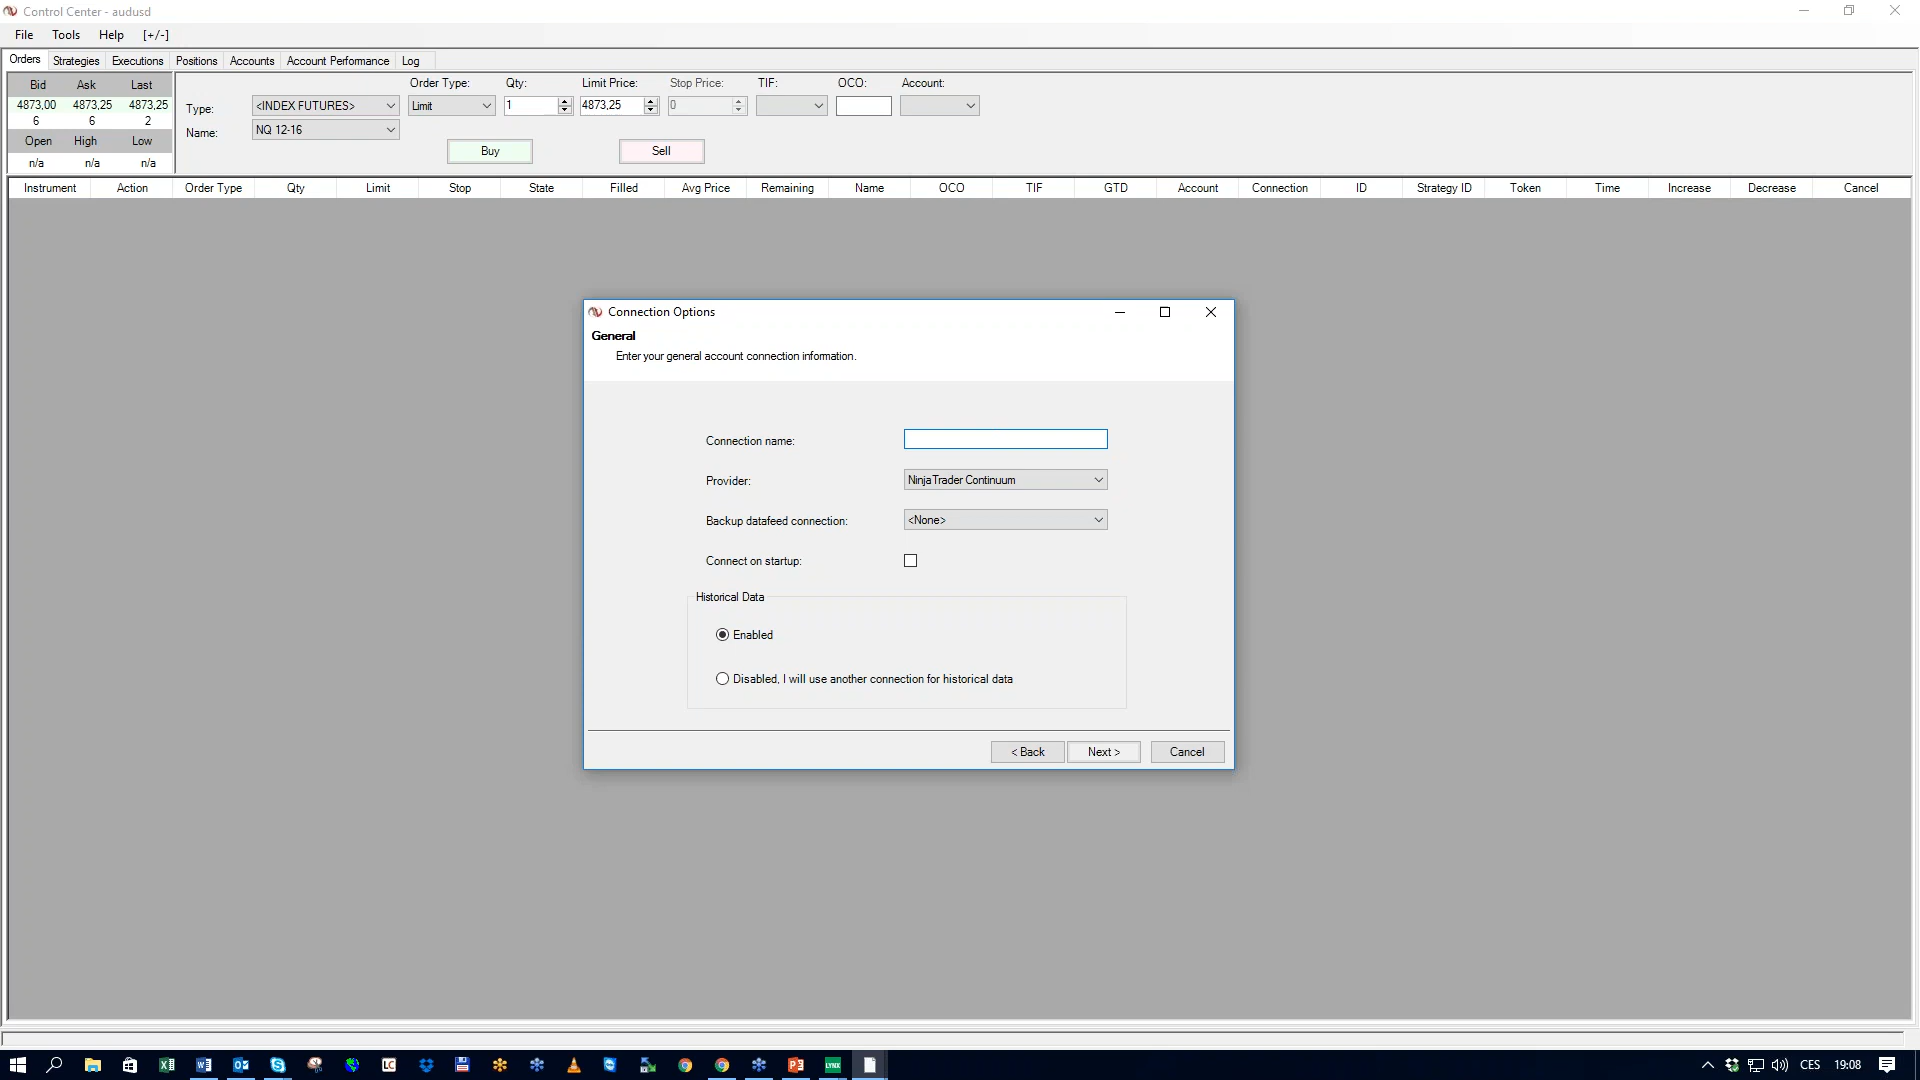 Control Center - audusd
File Tools Help [+/-]
Orders Strategies Executions Positions Accounts Account Performance Log
Bid Ask Last
4873,00 4873,25 4873,25
6 6 2
Open High Low
n/a n/a n/a
Type: <INDEX FUTURES>
Name: NQ 12-16
Order Type: Qty: Limit Price: Stop Price: TIF: OCO: Account:
Limit 1 4873,25 0
Buy Sell
Instrument Action Order Type Qty Limit Stop State Filled Avg Price Remaining Name OCO TIF GTD Account Connection ID Strategy ID Token Time Increase Decrease Cancel
Connection Options
General
Enter your general account connection information.
Connection name:
Provider: NinjaTrader Continuum
Backup datafeed connection: <None>
Connect on startup:
Historical Data
Enabled
Disabled, I will use another connection for historical data
< Back Next > Cancel
LC LYNX CES 19:08